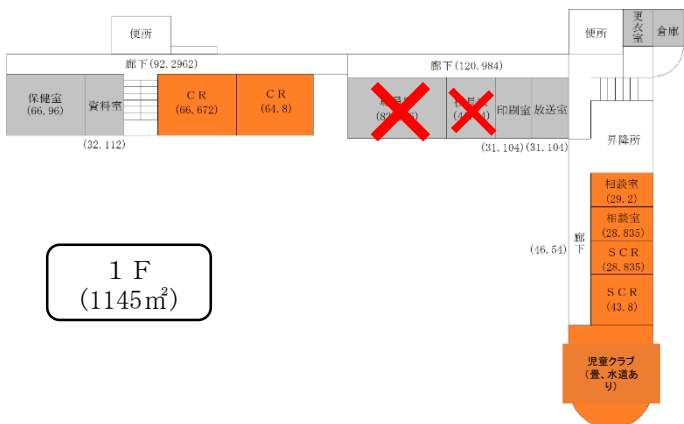 便所
廊下(92.2962)
保健室
(66.96)
資料室
(32.112)
CR
(66.672)
CR
(64.8)
廊下(120.984)
印刷室
(31.104)
放送室
(31.104)
便所
更衣室
倉庫
昇降所
相談室
(29.2)
相談室
(28.835)
SCR
(28.835)
SCR
(43.8)
廊下
(46.54)
児童クラブ
(畳、水道あ
り)
1F
(1145㎡)